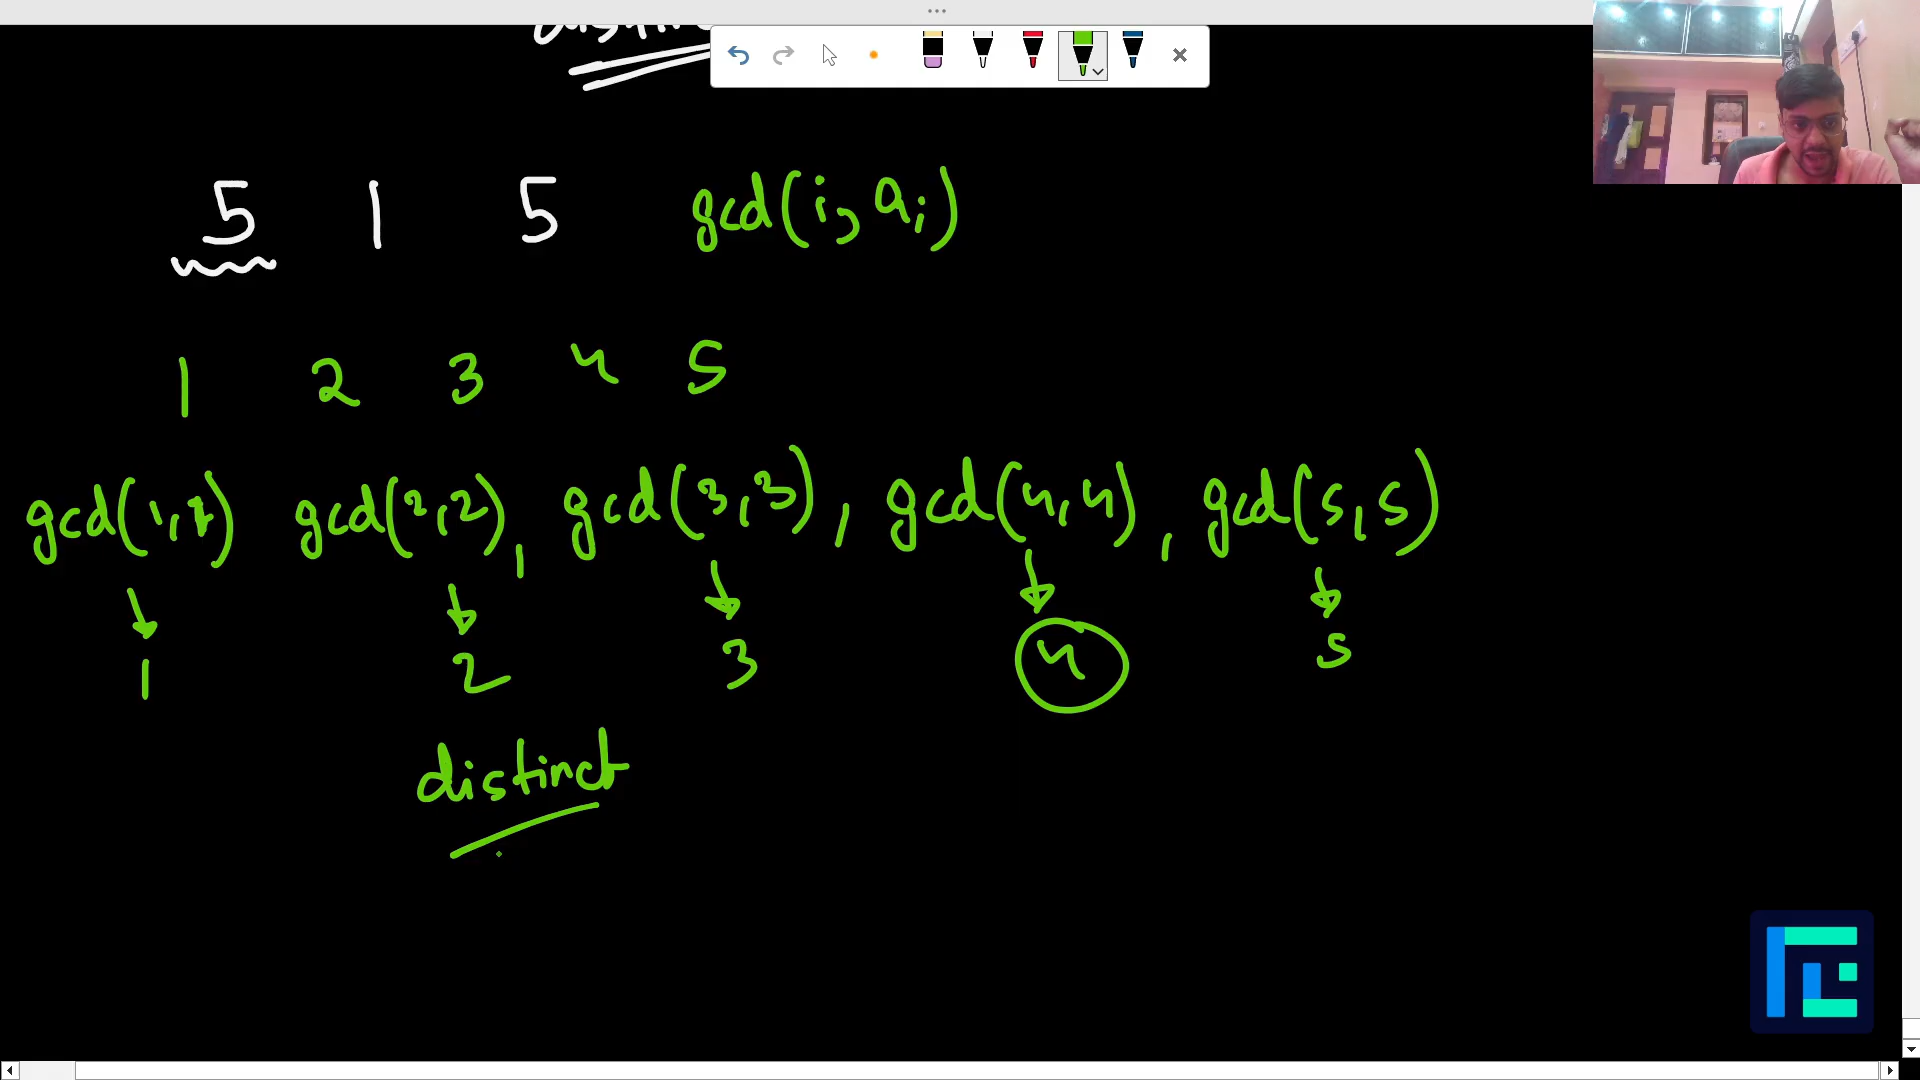 5 1 5 gcd(i, ai)
1 2 3 4 5
gcd(1,1) gcd(2,2), gcd(3,3), gcd(4,4), gcd(5,5)
1 2 3 4 5
distinct